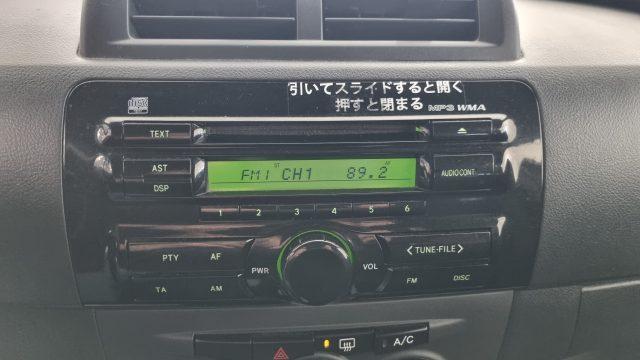 引いてスライドすると開く
押すと閉まる MP3 WMA
TEXT
AST
DSP
ST AF
FM1 CH1 89.2
AUDIO CONT
1 2 3 4 5 6
PTY AF
TA AM
PWR VOL
< TUNE•FILE >
FM DISC
A/C